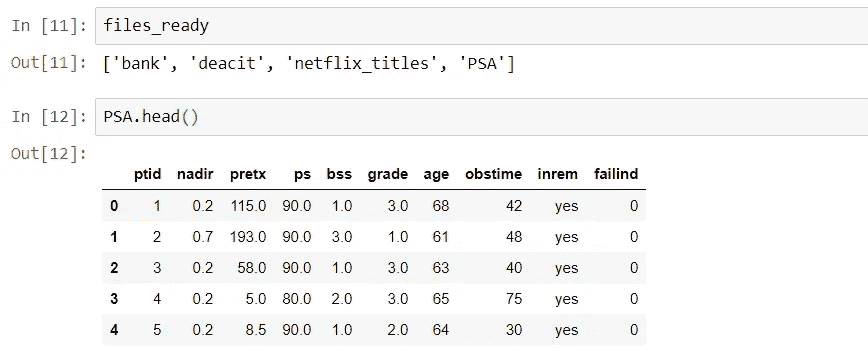 In [11]: files_ready
Out[11]: ['bank', 'deacit', 'netflix_titles', 'PSA']
In [12]: PSA.head()
Out[12]:
ptid nadir pretx ps bss grade age obstime inrem failind
0 1 0.2 115.0 90.0 1.0 3.0 68 42 yes 0
1 2 0.7 193.0 90.0 3.0 1.0 61 48 yes 0
2 3 0.2 58.0 90.0 1.0 3.0 63 40 yes 0
3 4 0.2 5.0 80.0 2.0 3.0 65 75 yes 0
4 5 0.2 8.5 90.0 1.0 2.0 64 30 yes 0